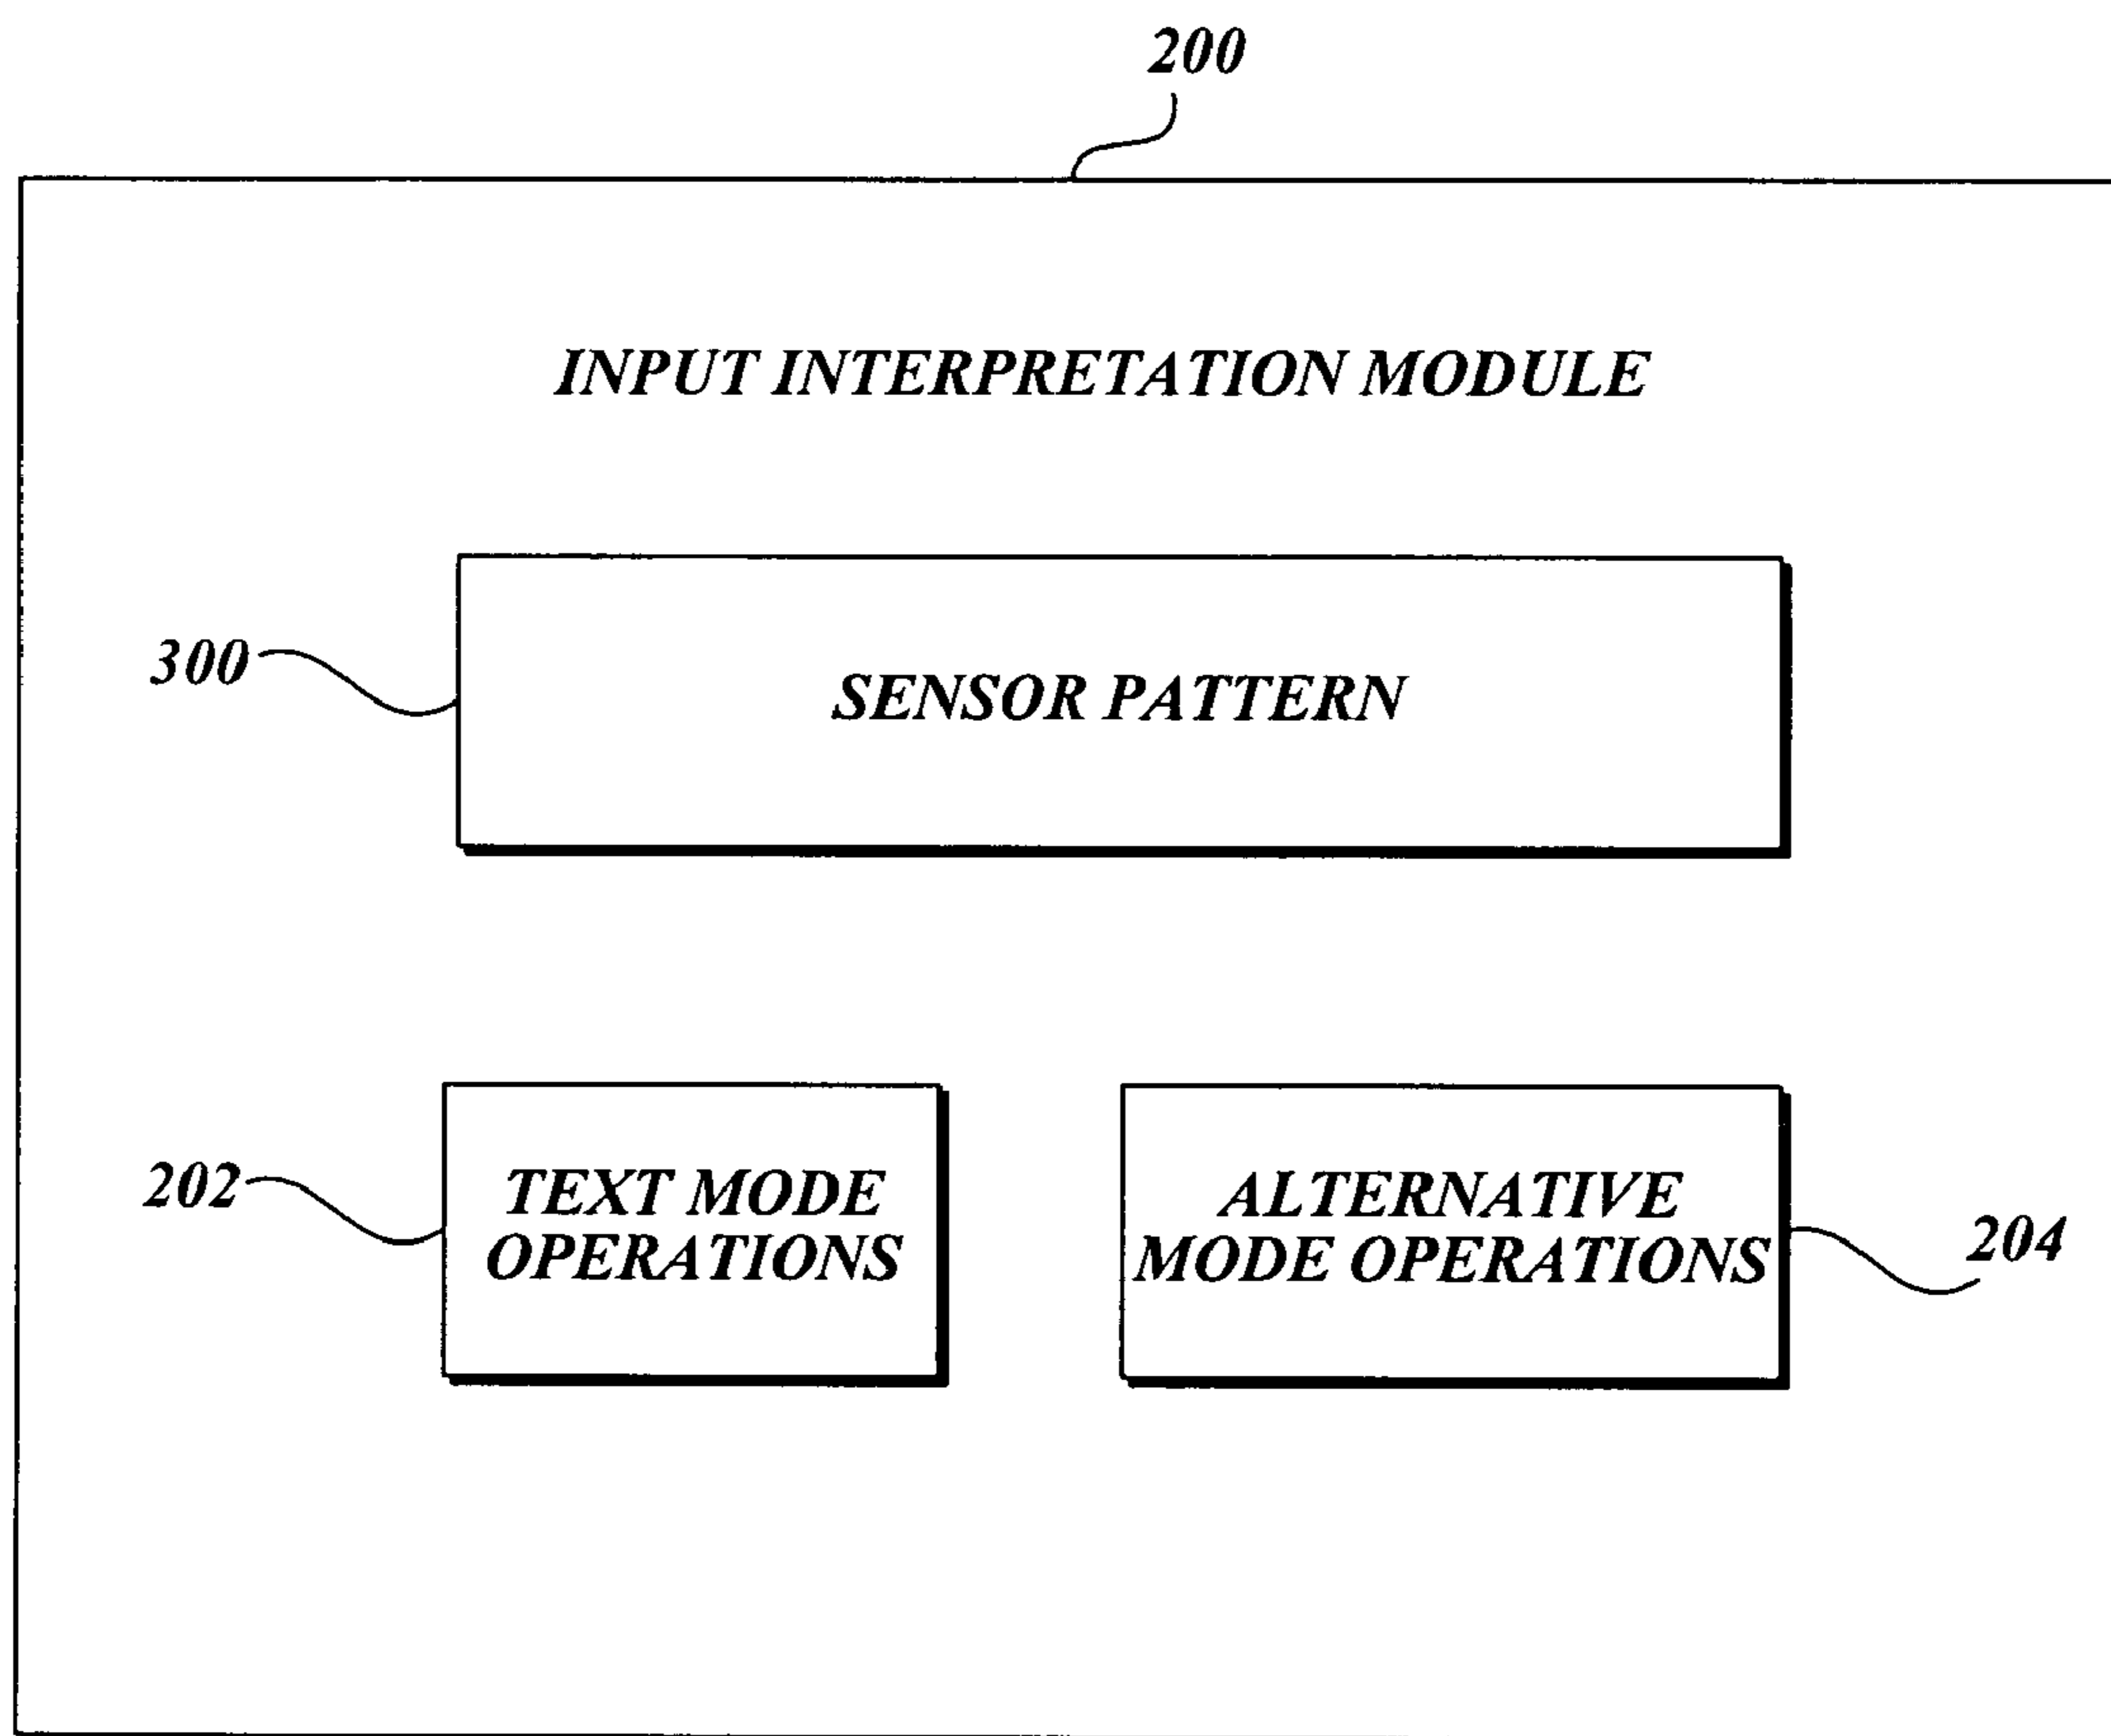 200
INPUT INTERPRETATION MODULE
300
SENSOR PATTERN
202
TEXT MODE
OPERATIONS
ALTERNATIVE
MODE OPERATIONS
204